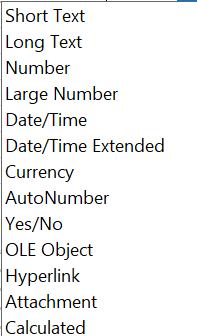 Short Text
Long Text
Number
Large Number
Date/Time
Date/Time Extended
Currency
AutoNumber
Yes/No
OLE Object
Hyperlink
Attachment
Calculated